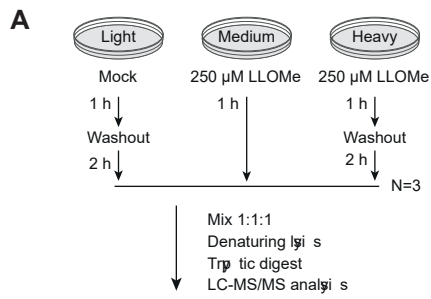 A
Light Medium Heavy
Mock 250 µM LLOMe 250 µM LLOMe
1 h 1 h 1 h
Washout Washout
2 h 2 h
N=3
Mix 1:1:1
Denaturing lysis
Tryptic digest
LC-MS/MS analysis